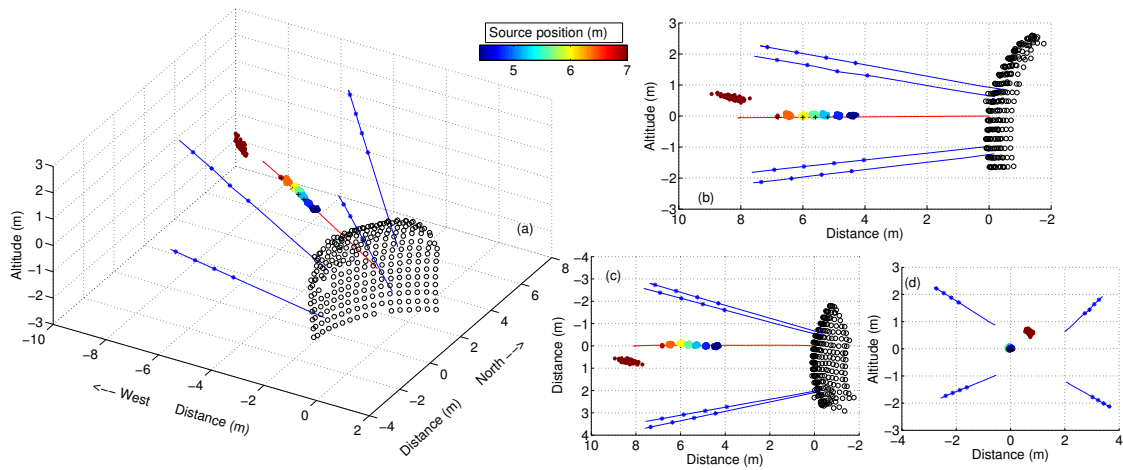 Source position (m)
5 6 7
(a)
Altitude (m)
3
2
1
0
−1
−2
−3
−10 −8 −6 −4 −2 0 2
<--- West Distance (m)
−4 −2 0 2 4 6 8
Distance (m) North --->
(b)
Altitude (m)
3
2
1
0
−1
−2
−3
10 8 6 4 2 0 −2
Distance (m)
(c)
Distance (m)
−4
−3
−2
−1
0
1
2
3
4
10 8 6 4 2 0 −2
Distance (m)
(d)
Altitude (m)
3
2
1
0
−1
−2
−3
−4 −2 0 2 4
Distance (m)